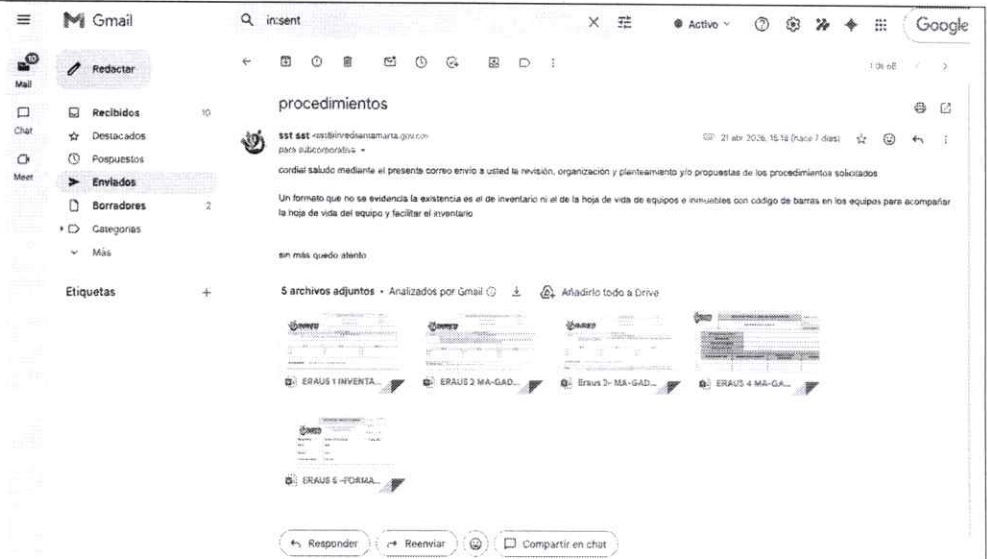 Gmail
in:sent
Activo
Google
10
Mail
Redactar
1 de 68
Chat
Meet
Recibidos 10
Destacados
Pospuestos
Enviados
Borradores 2
Categorías
Más
Etiquetas
procedimientos
sst sst
21 abr 2026, 15:18 (hace 7 días)
para subcorporativa
cordial saludo mediante el presente correo envío a usted la revisión, organización y planteamiento y/o propuestas de los procedimientos solicitados
Un formato que no se evidencia la existencia es el de inventario ni el de la hoja de vida de equipos e inmuebles con código de barras en los equipos para acompañar
la hoja de vida del equipo y facilitar el inventario
sin más quedo atento
5 archivos adjuntos • Analizados por Gmail
Añadirlo todo a Drive
ERAUS 1 INVENTA...
ERAUS 2 MA-GAD...
Eraus 3- MA-GAD...
ERAUS 4 MA-GA...
ERAUS 5 -FORMA...
Responder
Reenviar
Compartir en chat